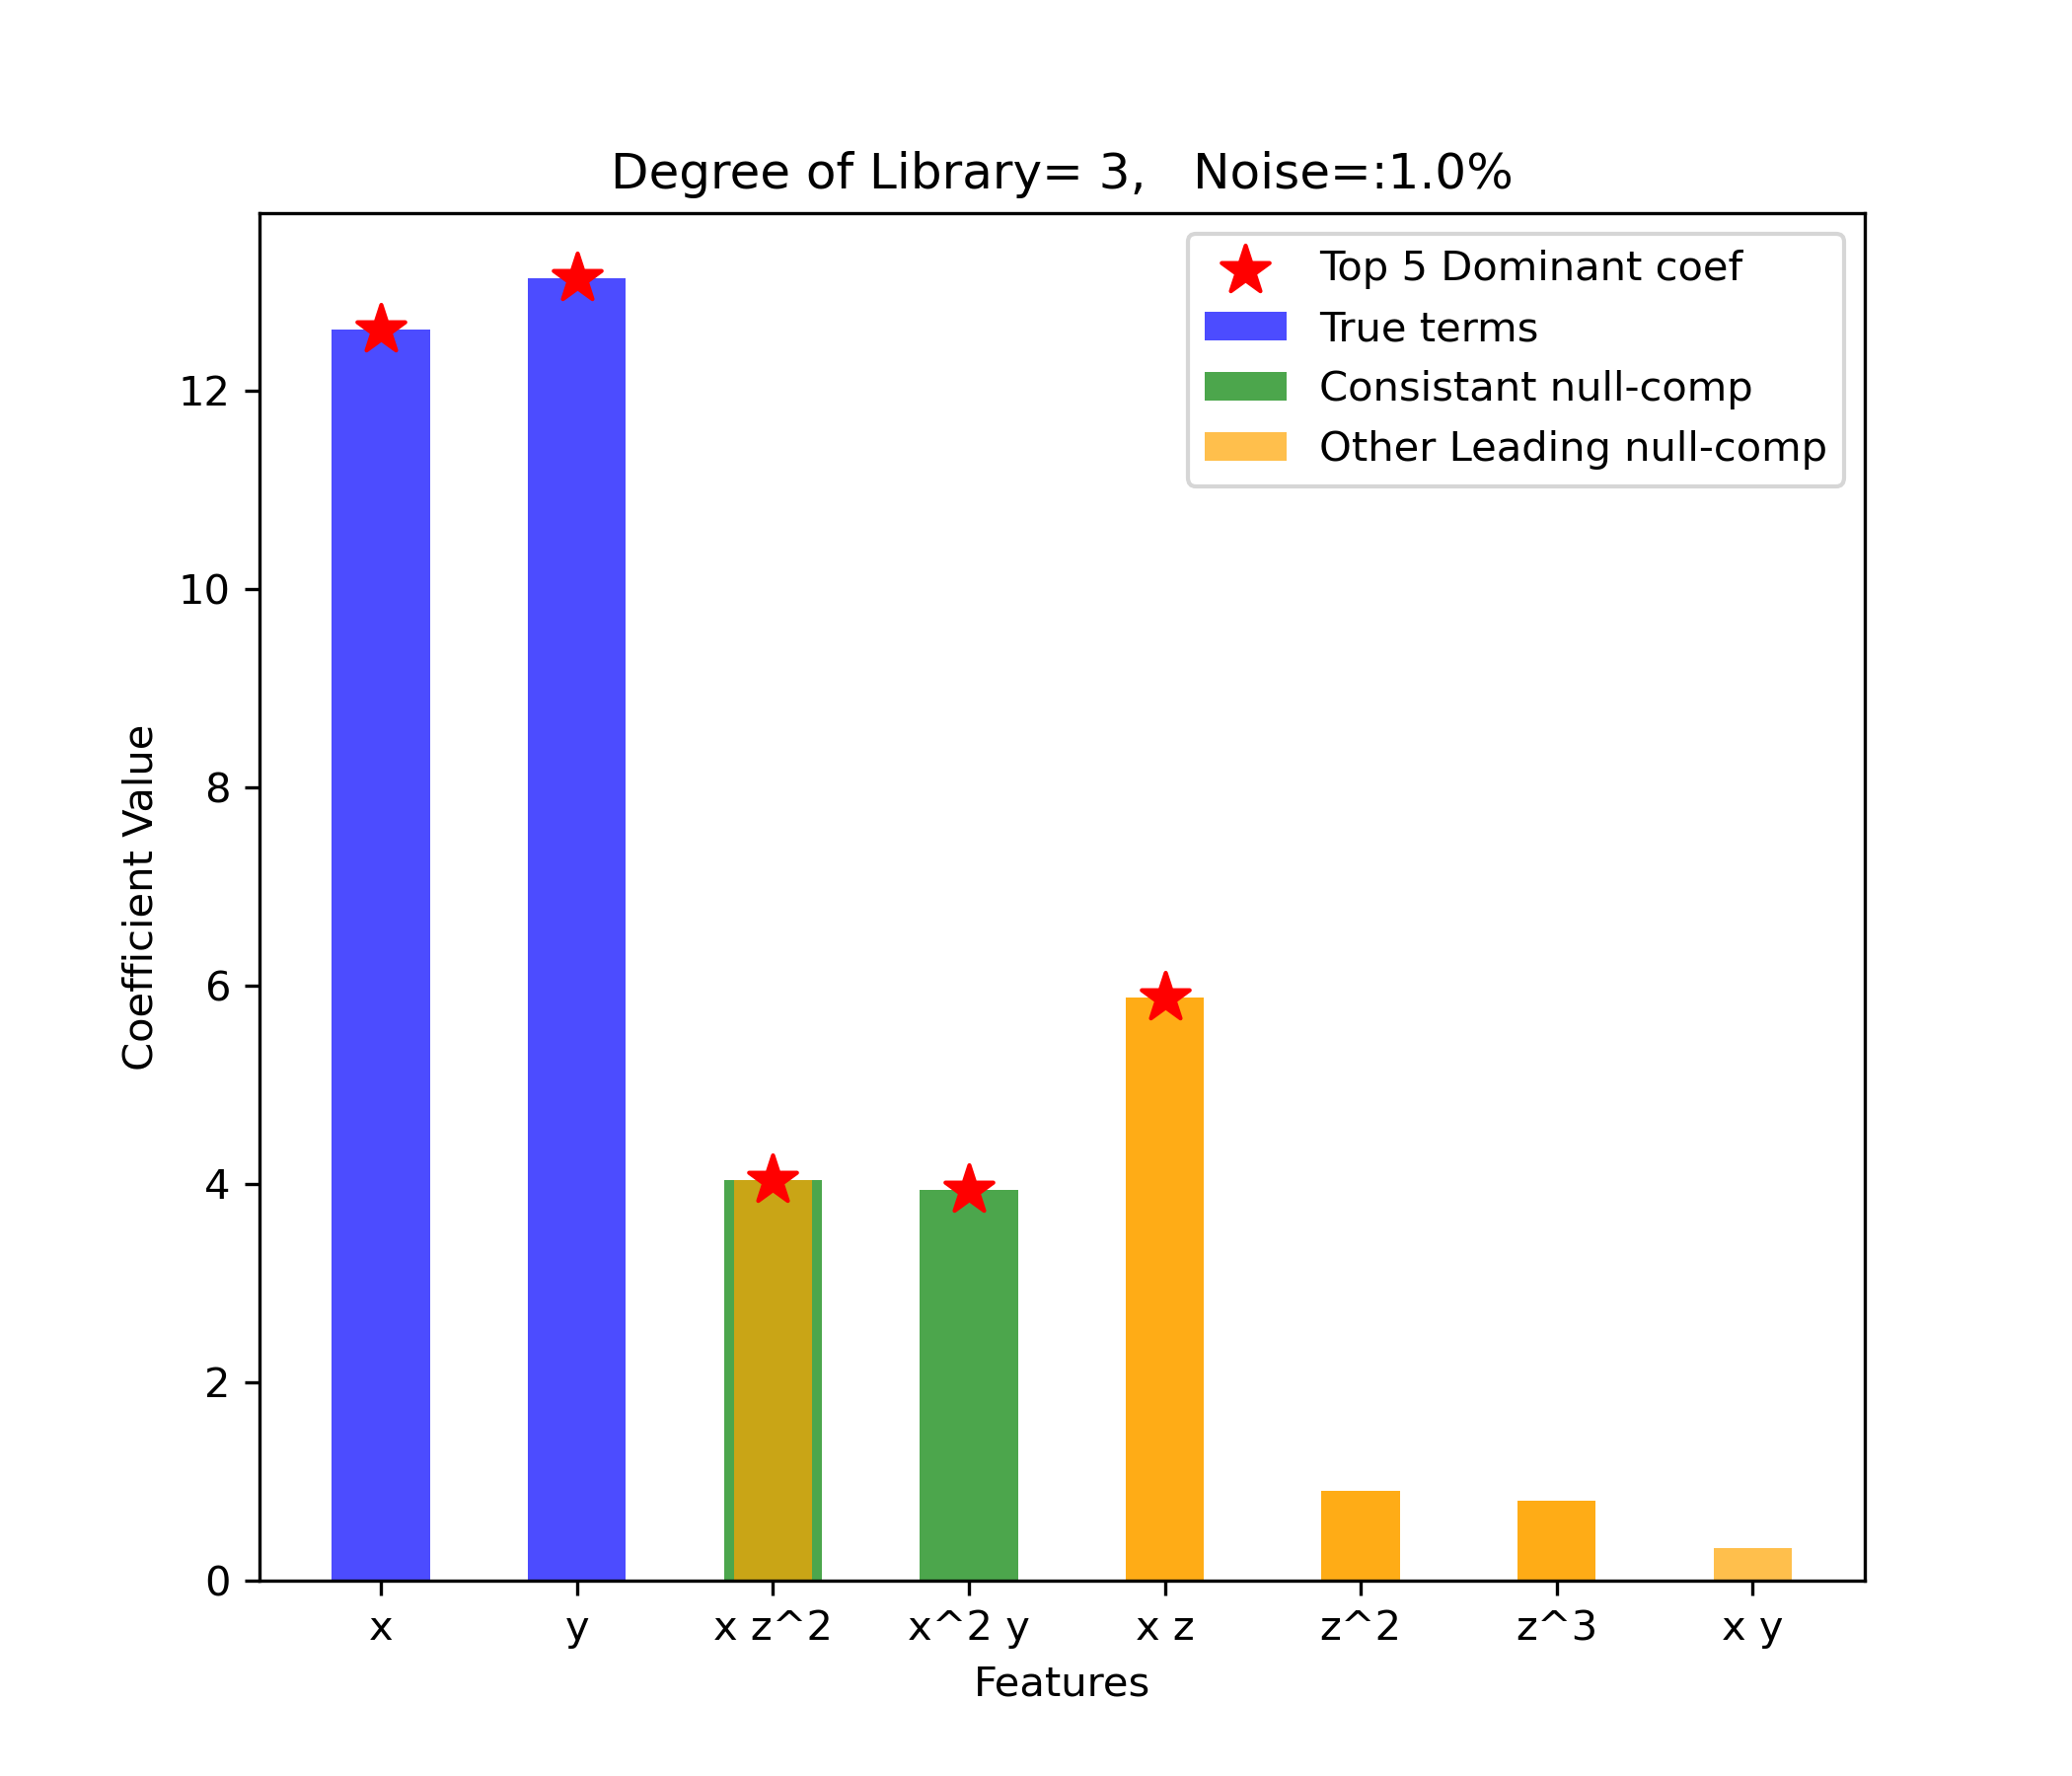 Degree of Library= 3,   Noise=:1.0%
Top 5 Dominant coef
True terms
Consistant null-comp
Other Leading null-comp
Coefficient Value
12
10
8
6
4
2
0
x y x z^2 x^2 y x z z^2 z^3 x y
Features